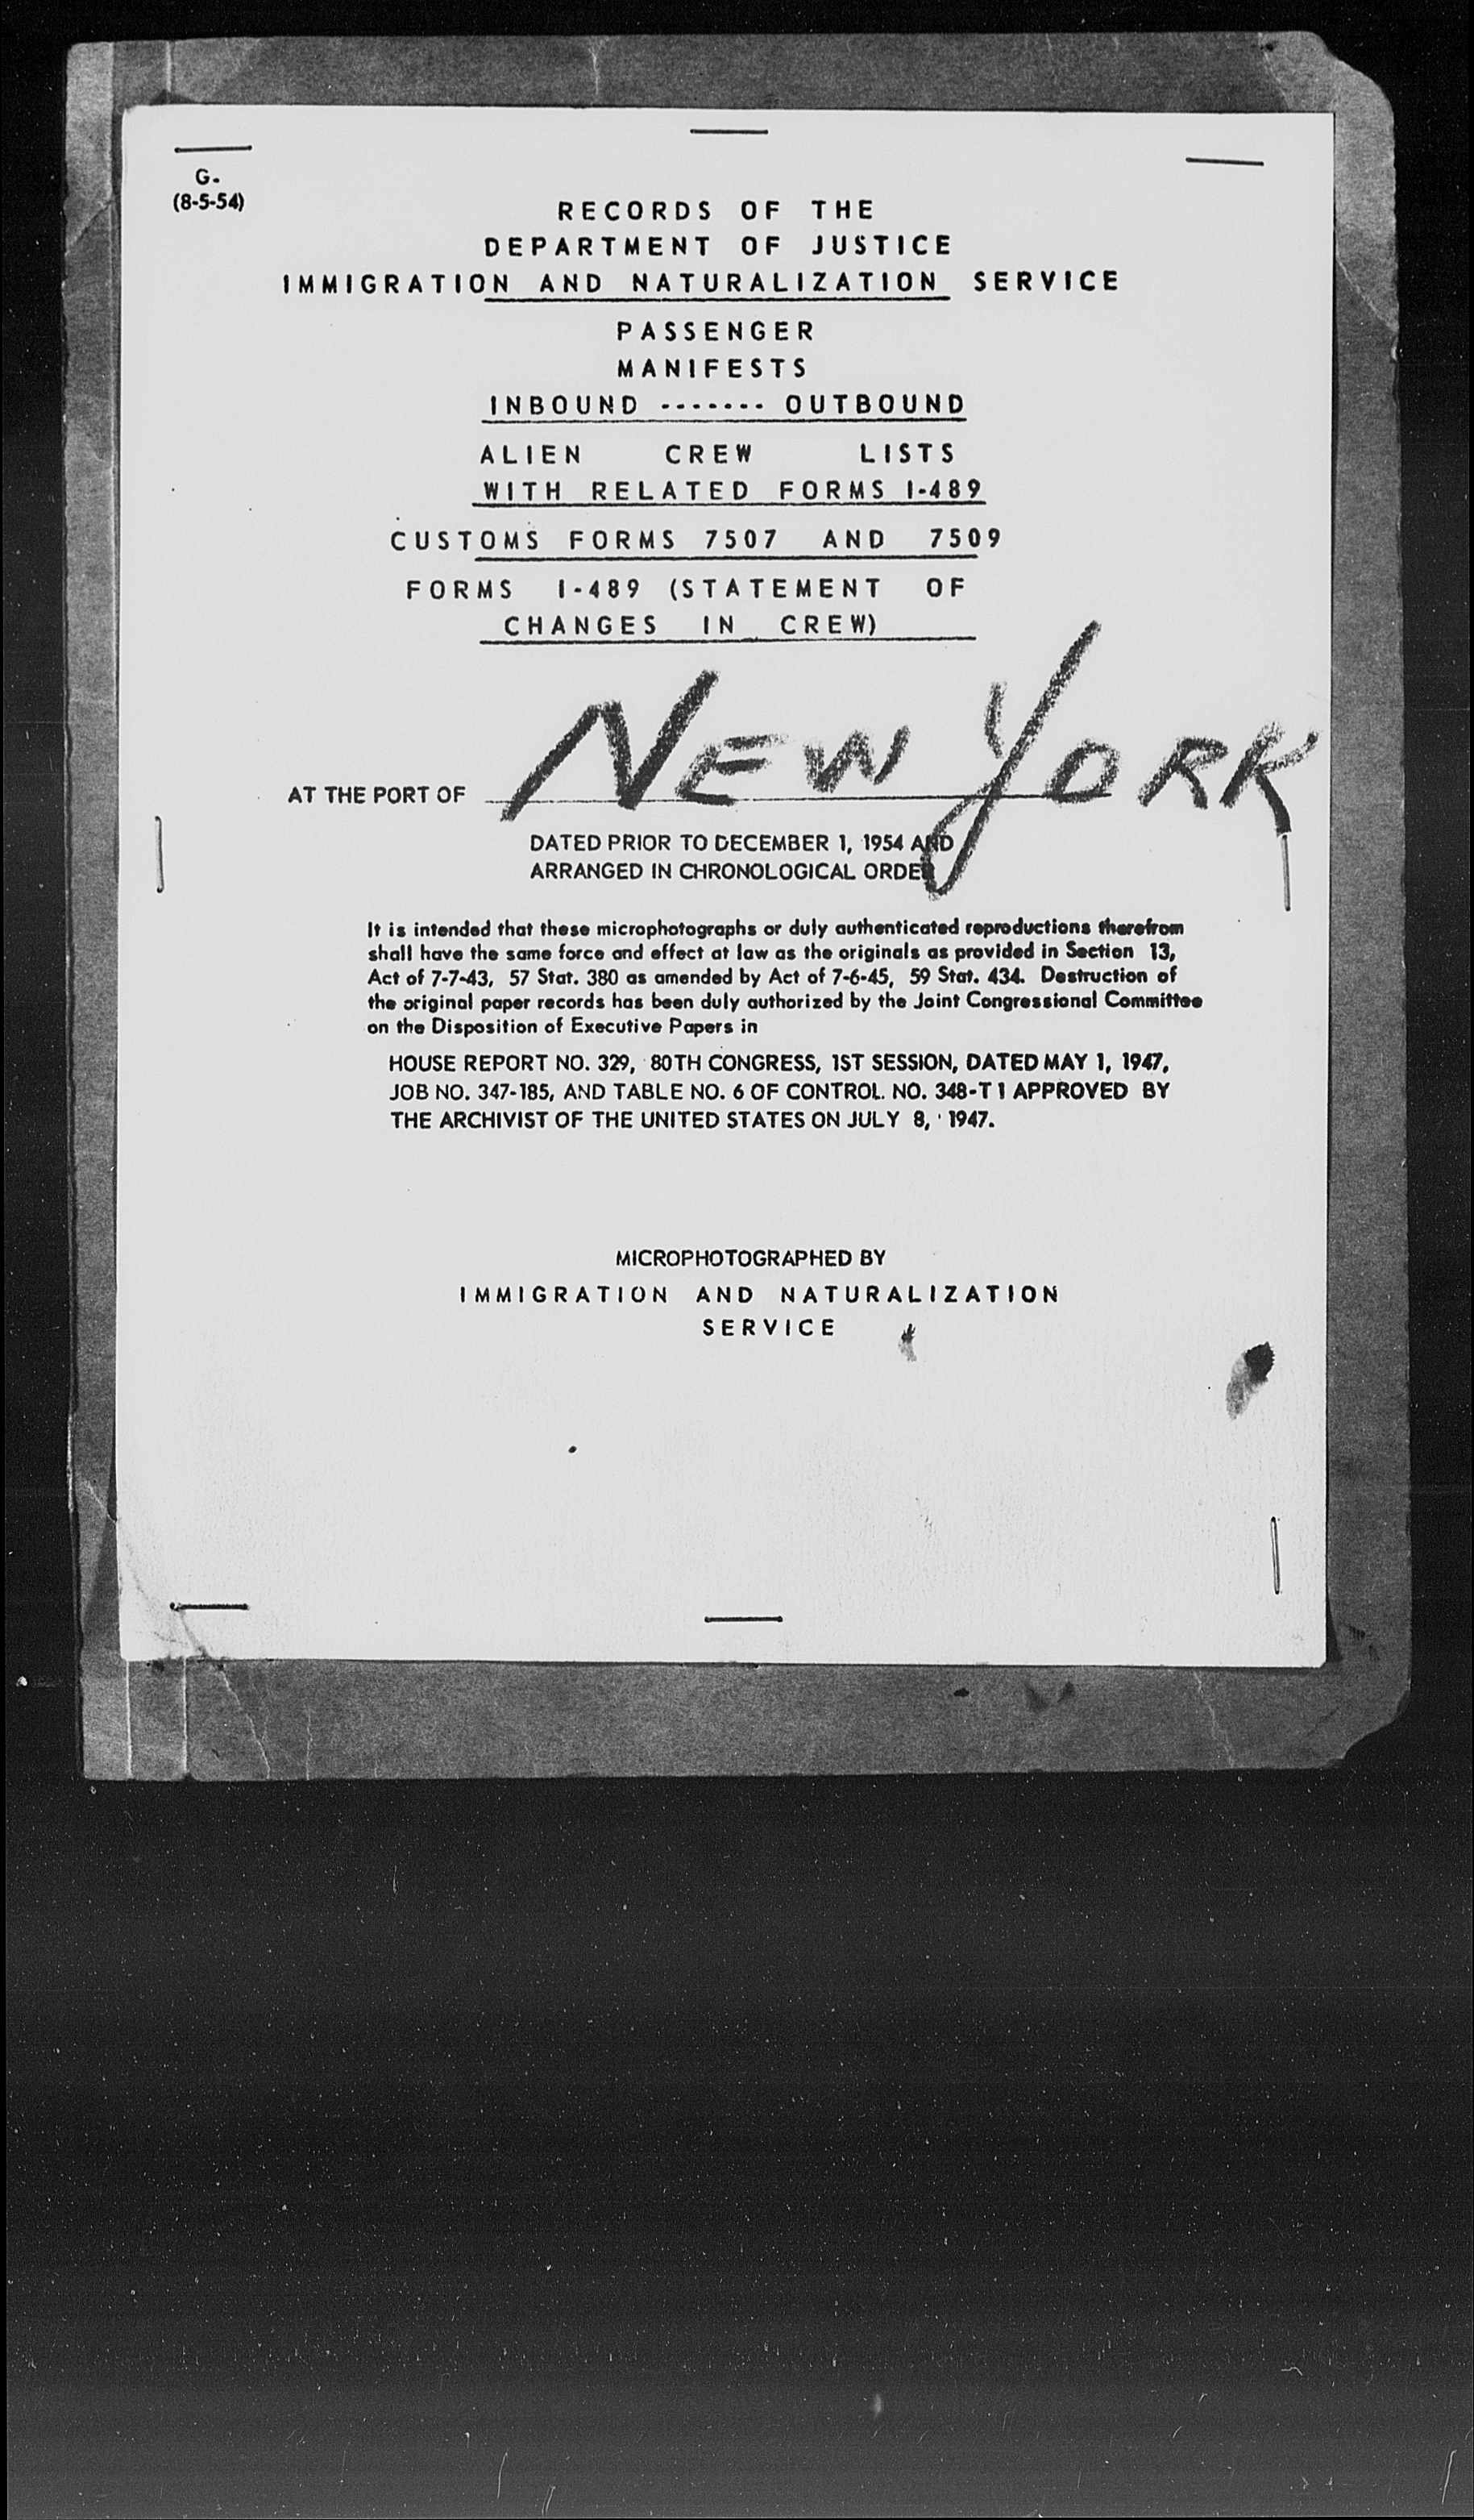 G.
(8-5-54)
RECORDS OF THE
DEPARTMENT OF JUSTICE
IMMIGRATION AND NATURALIZATION SERVICE
PASSENGER
MANIFESTS
INBOUND ------- OUTBOUND
ALIEN CREW LISTS
WITH RELATED FORMS I-489
CUSTOMS FORMS 7507 AND 7509
FORMS I-489 (STATEMENT OF
CHANGES IN CREW)
AT THE PORT OF NEW YORK
DATED PRIOR TO DECEMBER 1, 1954 AND
ARRANGED IN CHRONOLOGICAL ORDER
It is intended that these microphotographs or duly authenticated reproductions therefrom
shall have the same force and effect at law as the originals as provided in Section 13,
Act of 7-7-43, 57 Stat. 380 as amended by Act of 7-6-45, 59 Stat. 434. Destruction of
the original paper records has been duly authorized by the Joint Congressional Committee
on the Disposition of Executive Papers in
HOUSE REPORT NO. 329, 80TH CONGRESS, 1ST SESSION, DATED MAY 1, 1947,
JOB NO. 347-185, AND TABLE NO. 6 OF CONTROL. NO. 348-T1 APPROVED BY
THE ARCHIVIST OF THE UNITED STATES ON JULY 8, 1947.
MICROPHOTOGRAPHED BY
IMMIGRATION AND NATURALIZATION
SERVICE